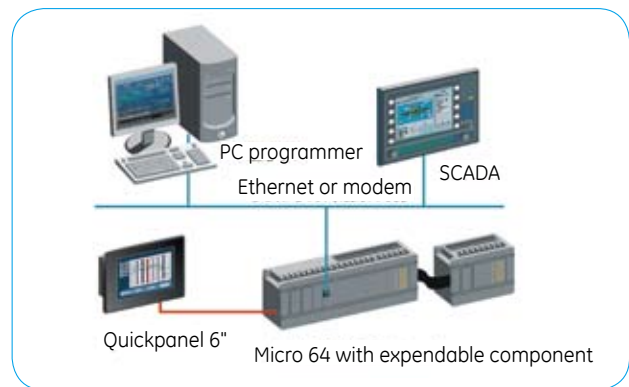 PC programmer
SCADA
Ethernet or modem
Quickpanel 6"
Micro 64 with expendable component